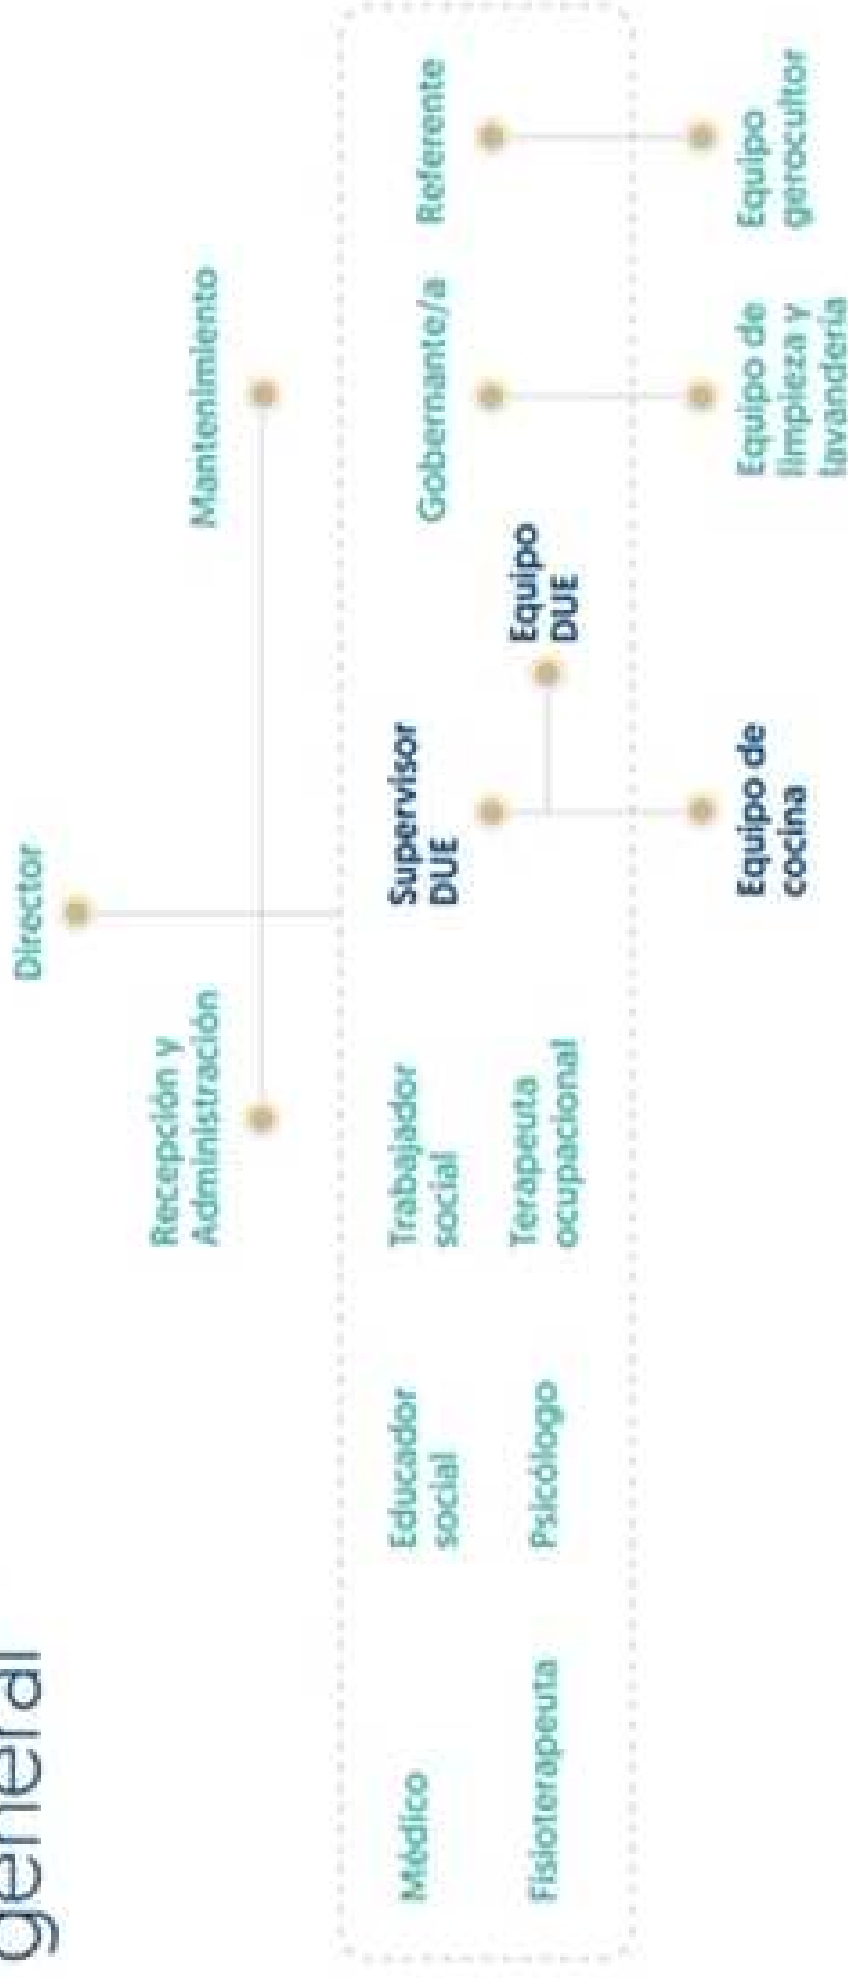 general
Director
Recepción y
Administración
Mantenimiento
Médico
Educador
social
Trabajador
social
Supervisor
DUE
Gobernante/a
Referente
Fisioterapeuta
Psicólogo
Terapeuta
ocupacional
Equipo
DUE
Equipo de
cocina
Equipo de
limpieza y
lavandería
Equipo
gerocultor